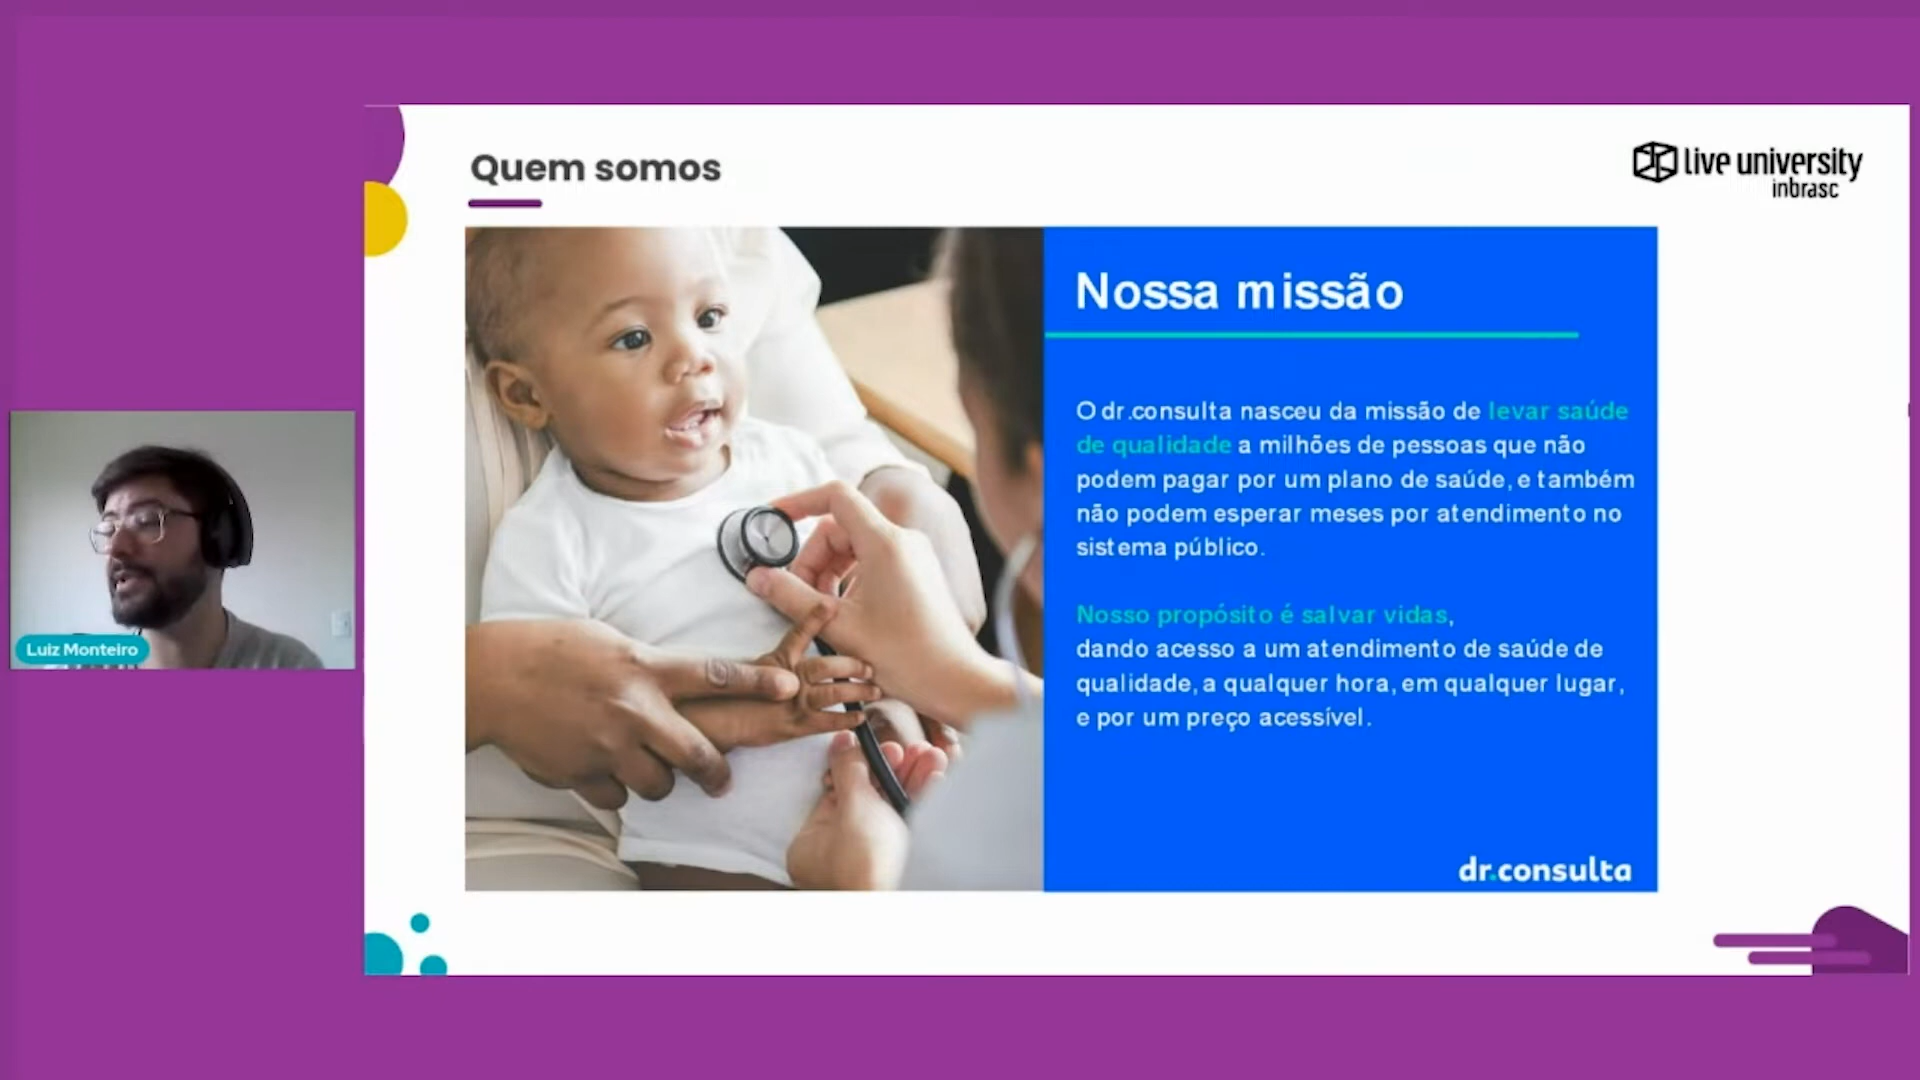 Quem somos
live university
inbrasc
Nossa missão
O dr.consulta nasceu da missão de levar saúde
de qualidade a milhões de pessoas que não
podem pagar por um plano de saúde, e também
não podem esperar meses por atendimento no
sistema público.
Nosso propósito é salvar vidas,
dando acesso a um atendimento de saúde de
qualidade, a qualquer hora, em qualquer lugar,
e por um preço acessível.
dr.consulta
Luiz Monteiro